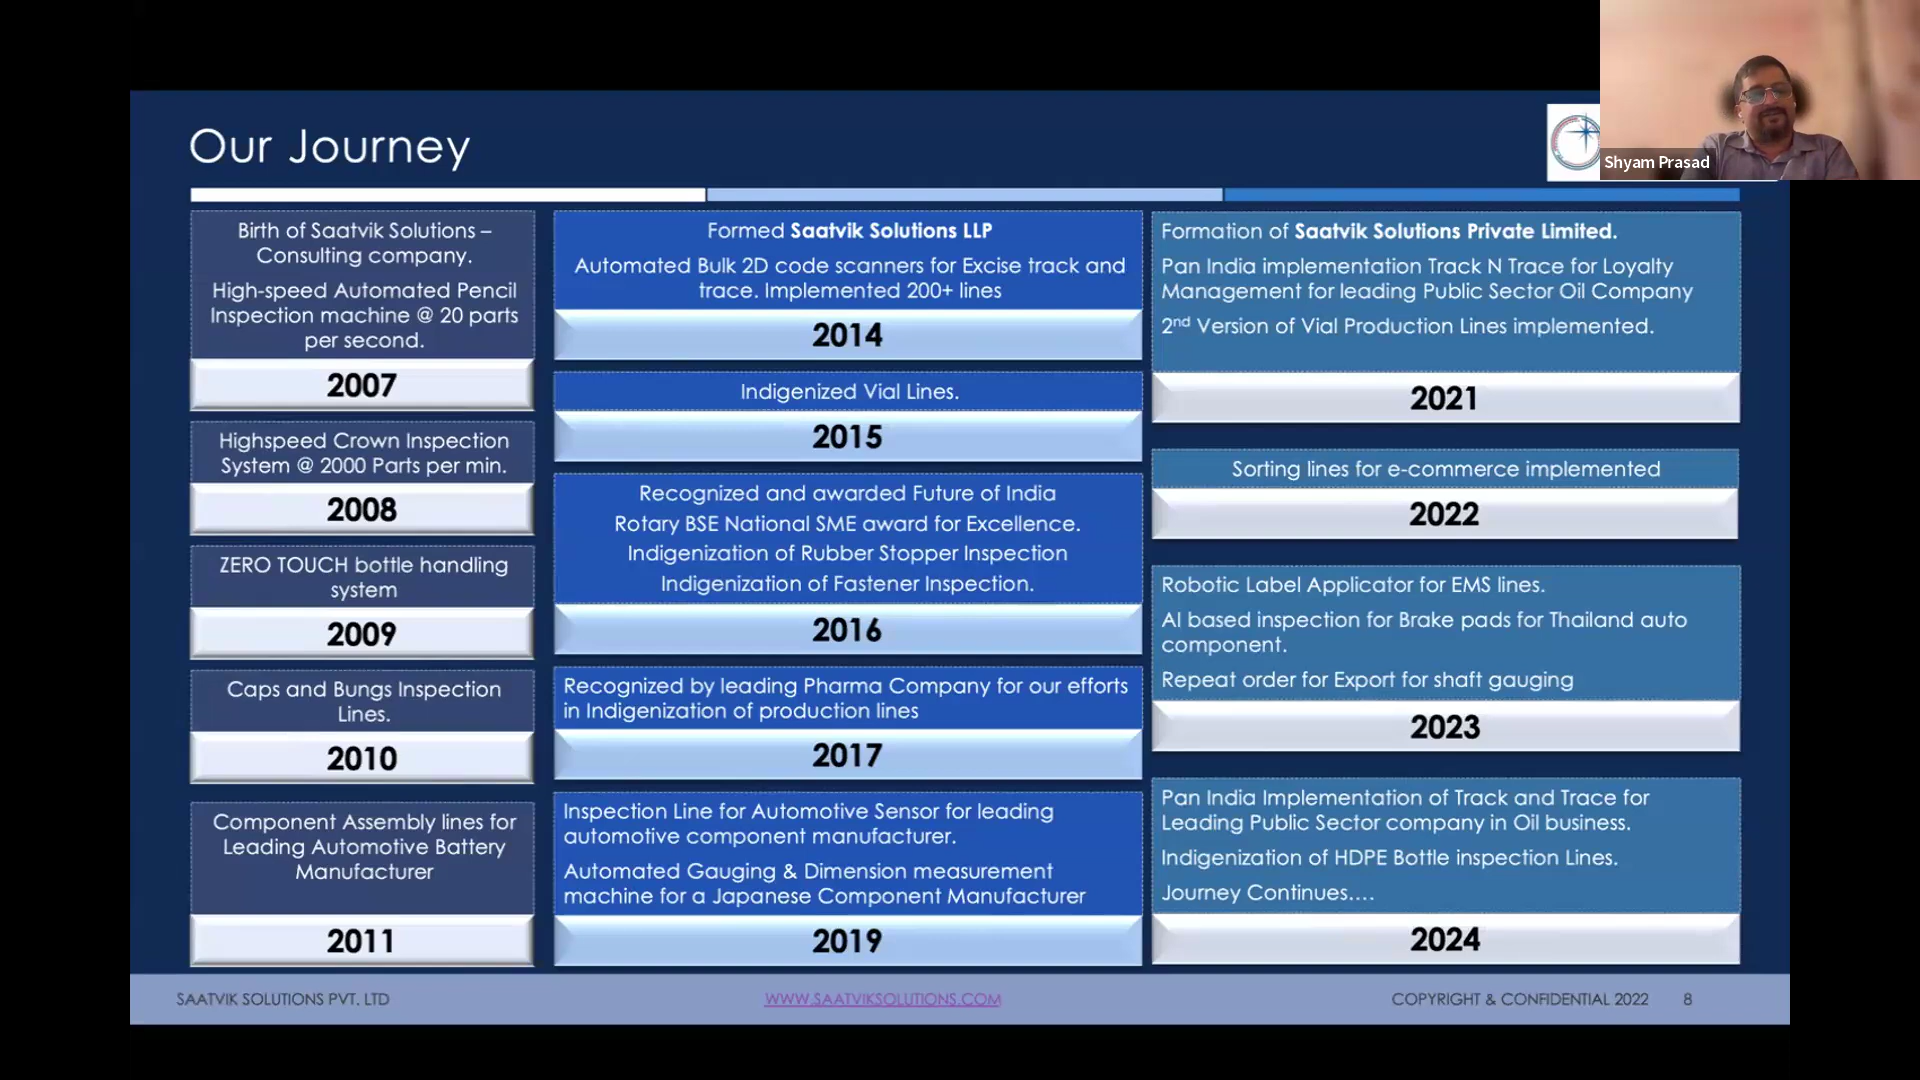 Our Journey
Shyam Prasad
Birth of Saatvik Solutions –
Consulting company.
High-speed Automated Pencil
Inspection machine @ 20 parts
per second.
2007
Highspeed Crown Inspection
System @ 2000 Parts per min.
2008
ZERO TOUCH bottle handling
system
2009
Caps and Bungs Inspection
Lines.
2010
Component Assembly lines for
Leading Automotive Battery
Manufacturer
2011
Formed Saatvik Solutions LLP
Automated Bulk 2D code scanners for Excise track and
trace. Implemented 200+ lines
2014
Indigenized Vial Lines.
2015
Recognized and awarded Future of India
Rotary BSE National SME award for Excellence.
Indigenization of Rubber Stopper Inspection
Indigenization of Fastener Inspection.
2016
Recognized by leading Pharma Company for our efforts
in Indigenization of production lines
2017
Inspection Line for Automotive Sensor for leading
automotive component manufacturer.
Automated Gauging & Dimension measurement
machine for a Japanese Component Manufacturer
2019
Formation of Saatvik Solutions Private Limited.
Pan India implementation Track N Trace for Loyalty
Management for leading Public Sector Oil Company
2nd Version of Vial Production Lines implemented.
2021
Sorting lines for e-commerce implemented
2022
Robotic Label Applicator for EMS lines.
AI based inspection for Brake pads for Thailand auto
component.
Repeat order for Export for shaft gauging
2023
Pan India Implementation of Track and Trace for
Leading Public Sector company in Oil business.
Indigenization of HDPE Bottle inspection Lines.
Journey Continues....
2024
SAATVIK SOLUTIONS PVT. LTD
WWW.SAATVIKSOLUTIONS.COM
COPYRIGHT & CONFIDENTIAL 2022
8